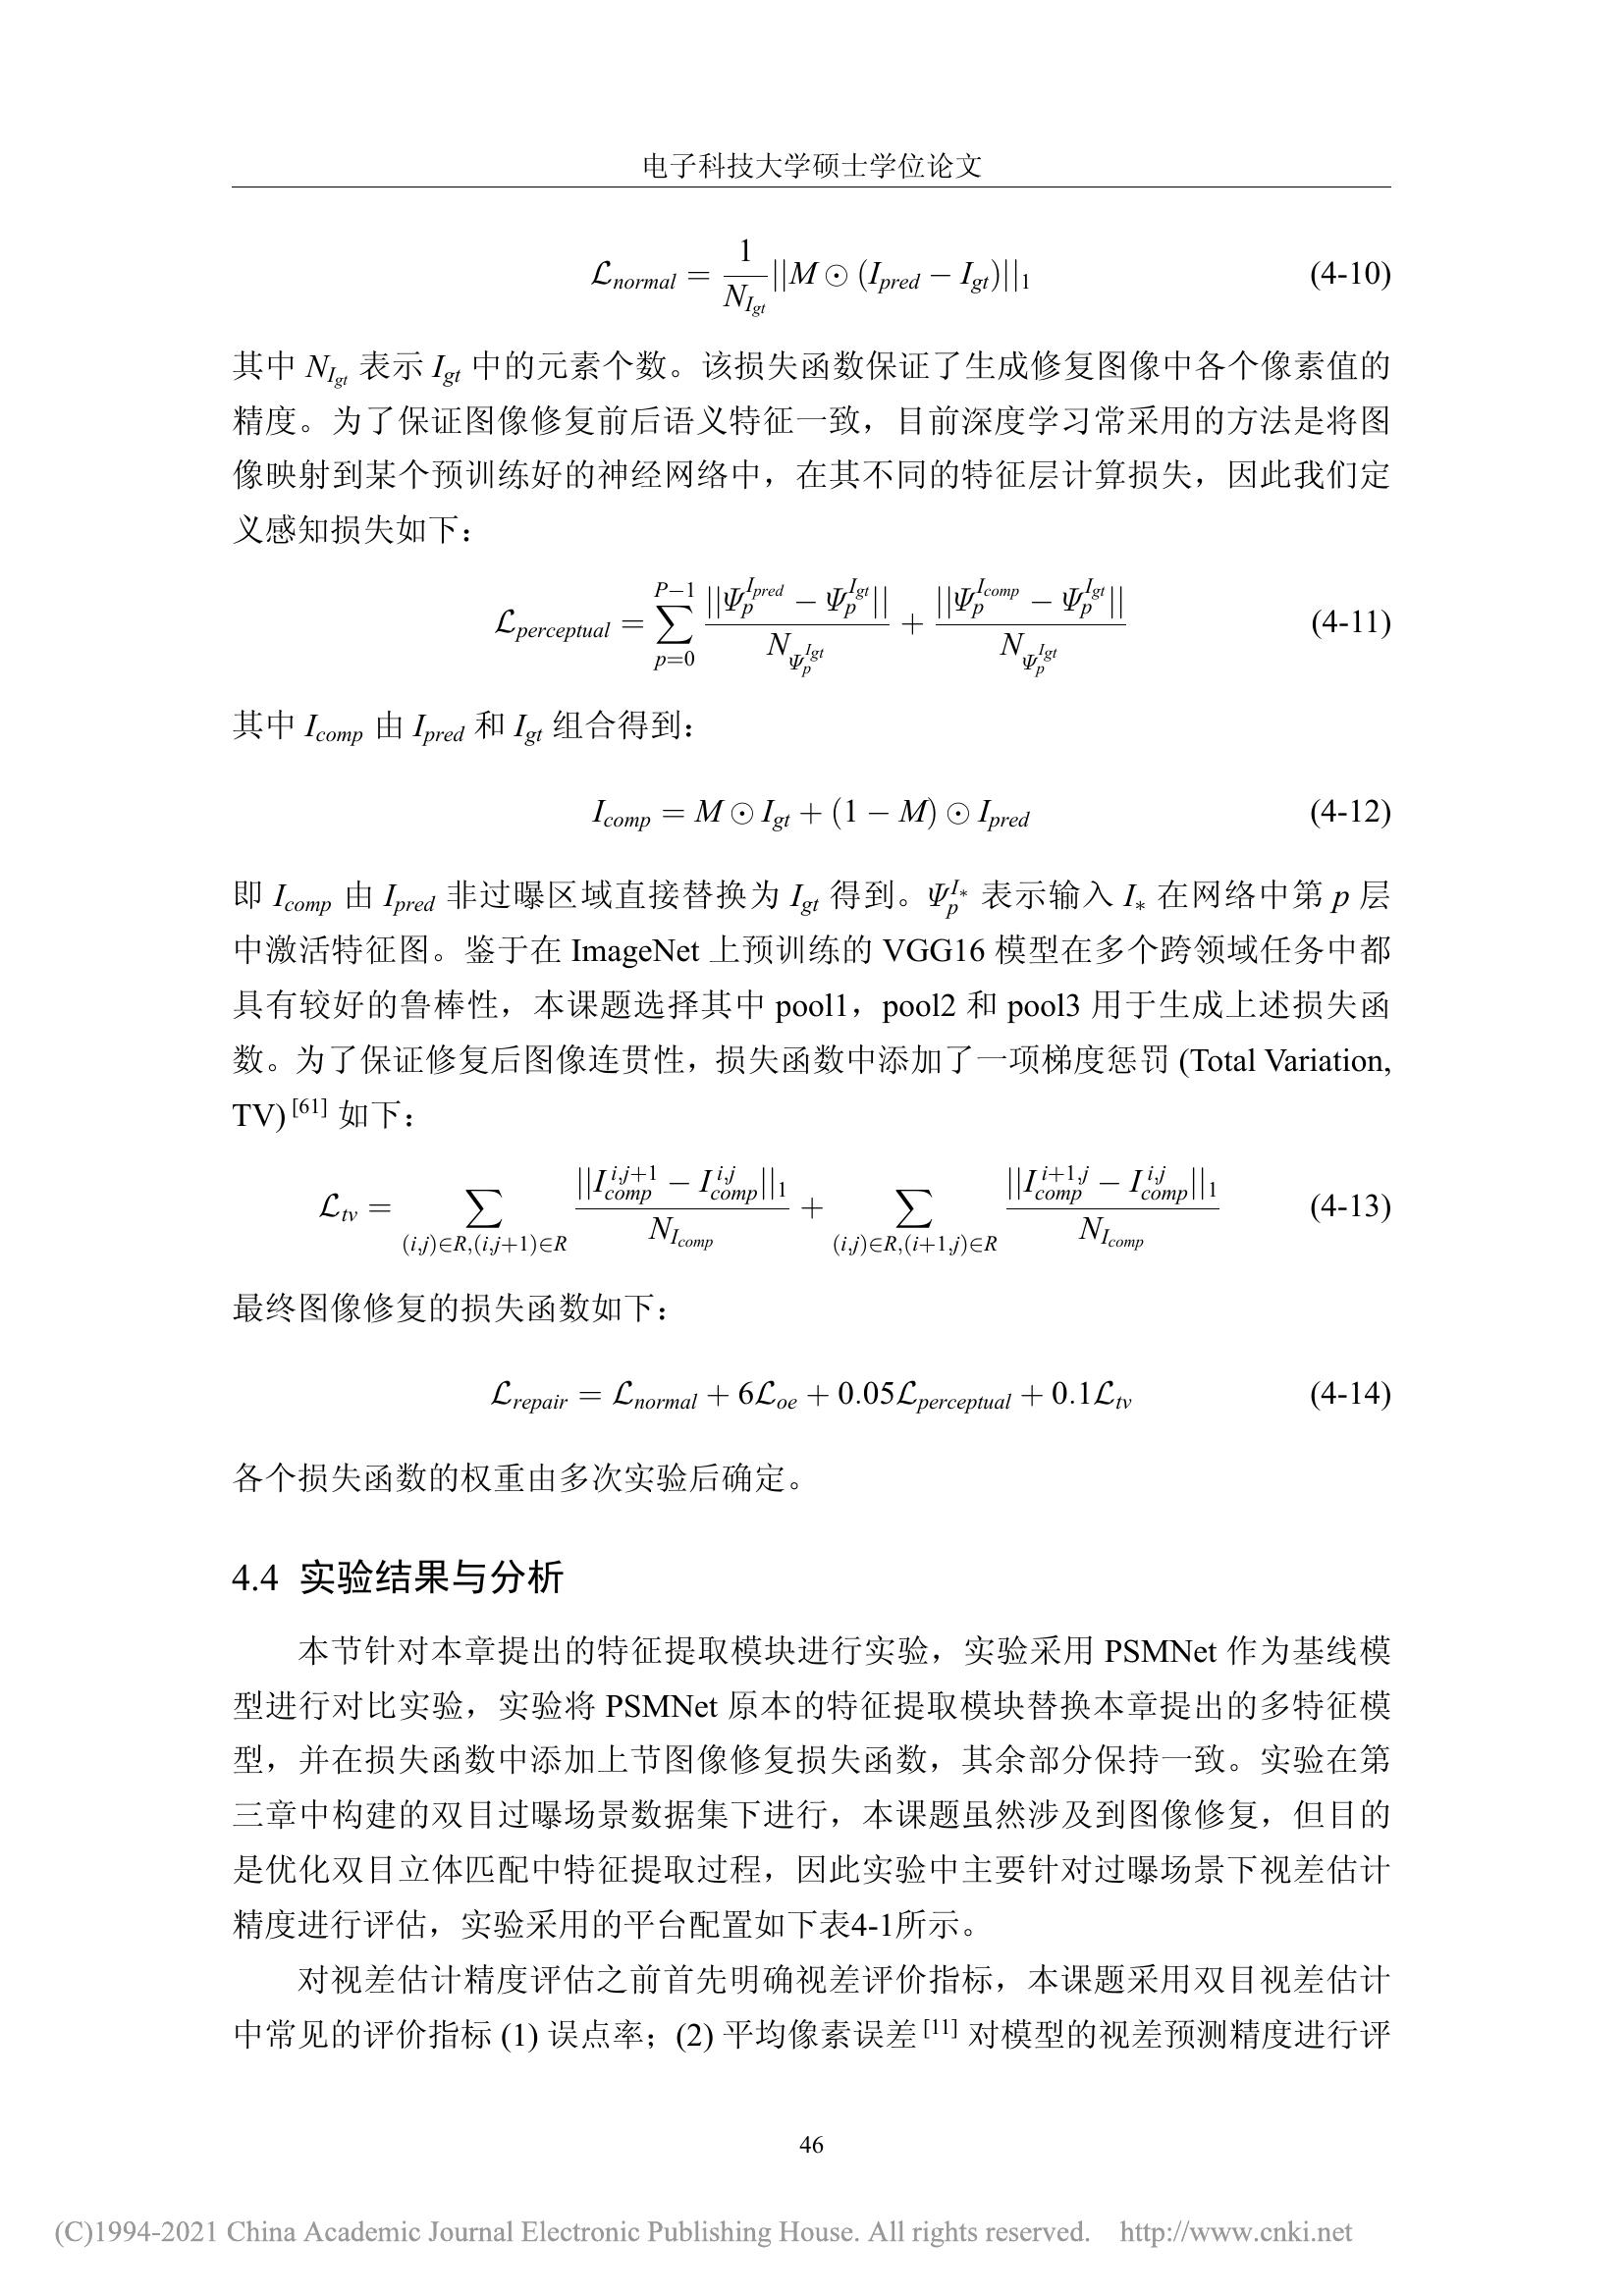 电子科技大学硕士学位论文
$\mathcal{L}_{normal} = \frac{1}{N_{I_{gt}}} ||M \odot (I_{pred} - I_{gt})||_1$ (4-10)
其中 $N_{I_{gt}}$ 表示 $I_{gt}$ 中的元素个数。该损失函数保证了生成修复图像中各个像素值的
精度。为了保证图像修复前后语义特征一致，目前深度学习常采用的方法是将图
像映射到某个预训练好的神经网络中，在其不同的特征层计算损失，因此我们定
义感知损失如下：
$\mathcal{L}_{perceptual} = \sum_{p=0}^{P-1} \frac{||\Psi_p^{I_{pred}} - \Psi_p^{I_{gt}}||}{N_{\Psi_p^{I_{gt}}}} + \frac{||\Psi_p^{I_{comp}} - \Psi_p^{I_{gt}}||}{N_{\Psi_p^{I_{gt}}}}$ (4-11)
其中 $I_{comp}$ 由 $I_{pred}$ 和 $I_{gt}$ 组合得到：
$I_{comp} = M \odot I_{gt} + (1 - M) \odot I_{pred}$ (4-12)
即 $I_{comp}$ 由 $I_{pred}$ 非过曝区域直接替换为 $I_{gt}$ 得到。$\Psi_p^{I_*}$ 表示输入 $I_*$ 在网络中第 $p$ 层
中激活特征图。鉴于在 ImageNet 上预训练的 VGG16 模型在多个跨领域任务中都
具有较好的鲁棒性，本课题选择其中 pool1，pool2 和 pool3 用于生成上述损失函
数。为了保证修复后图像连贯性，损失函数中添加了一项梯度惩罚 (Total Variation,
TV) [61] 如下：
$\mathcal{L}_{tv} = \sum_{(i,j) \in R,(i,j+1) \in R} \frac{||I_{comp}^{i,j+1} - I_{comp}^{i,j}||_1}{N_{I_{comp}}} + \sum_{(i,j) \in R,(i+1,j) \in R} \frac{||I_{comp}^{i+1,j} - I_{comp}^{i,j}||_1}{N_{I_{comp}}}$ (4-13)
最终图像修复的损失函数如下：
$\mathcal{L}_{repair} = \mathcal{L}_{normal} + 6\mathcal{L}_{oe} + 0.05\mathcal{L}_{perceptual} + 0.1\mathcal{L}_{tv}$ (4-14)
各个损失函数的权重由多次实验后确定。
4.4 实验结果与分析
本节针对本章提出的特征提取模块进行实验，实验采用 PSMNet 作为基线模
型进行对比实验，实验将 PSMNet 原本的特征提取模块替换本章提出的多特征模
型，并在损失函数中添加上节图像修复损失函数，其余部分保持一致。实验在第
三章中构建的双目过曝场景数据集下进行，本课题虽然涉及到图像修复，但目的
是优化双目立体匹配中特征提取过程，因此实验中主要针对过曝场景下视差估计
精度进行评估，实验采用的平台配置如下表4-1所示。
对视差估计精度评估之前首先明确视差评价指标，本课题采用双目视差估计
中常见的评价指标 (1) 误点率；(2) 平均像素误差 [11] 对模型的视差预测精度进行评
46
(C)1994-2021 China Academic Journal Electronic Publishing House. All rights reserved. http://www.cnki.net